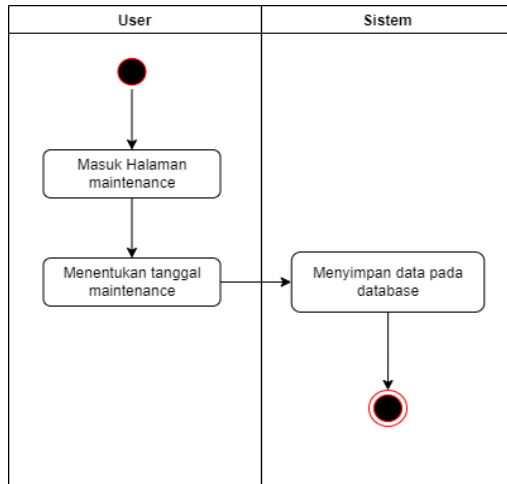 User
Sistem
Masuk Halaman
maintenance
Menentukan tanggal
maintenance
Menyimpan data pada
database